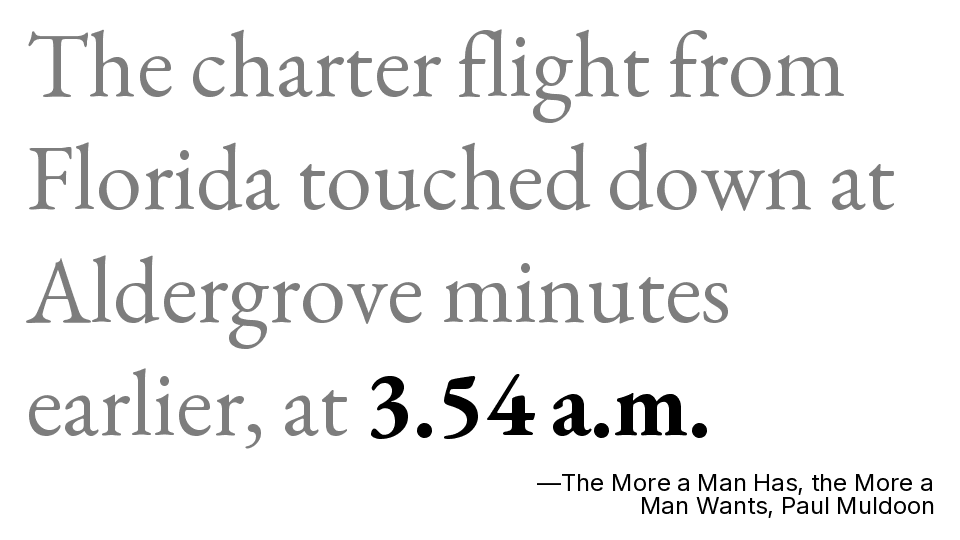 The charter flight from
Florida touched down at
Aldergrove minutes
earlier, at 3.54 a.m.
—The More a Man Has, the More a
Man Wants, Paul Muldoon